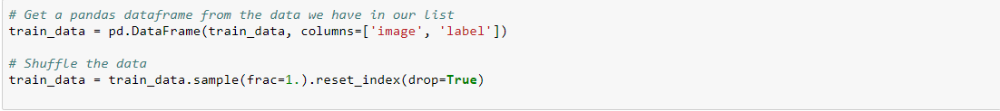 # Get a pandas dataframe from the data we have in our list
train_data = pd.DataFrame(train_data, columns=['image', 'label'])
# Shuffle the data
train_data = train_data.sample(frac=1.).reset_index(drop=True)